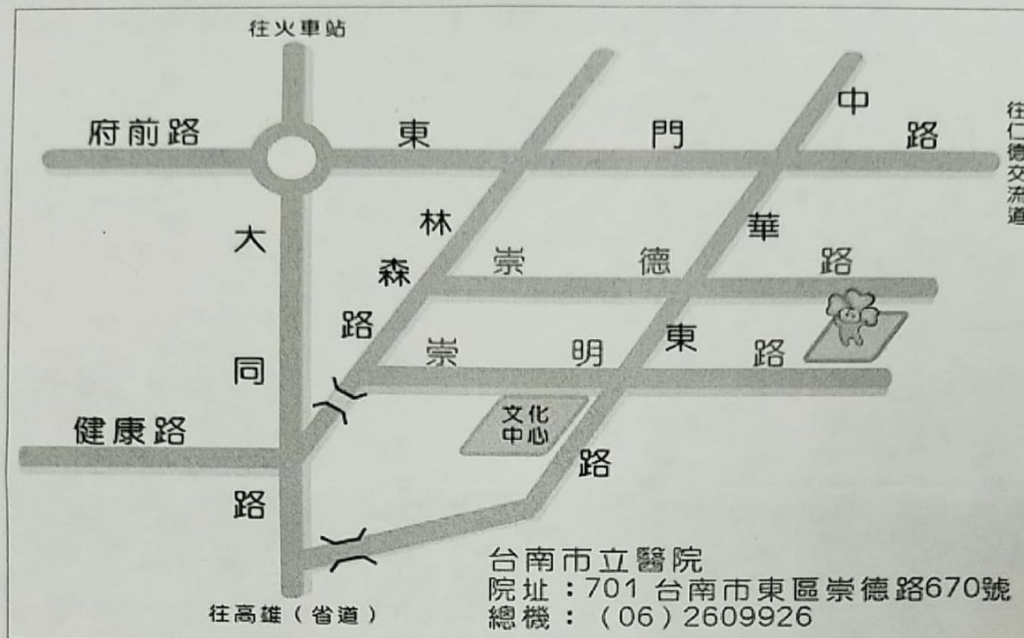 往火車站
府前路
東門路
中華東路
往仁德交流道
大同路
林森路
崇德路
崇明路
文化
中心
健康路
往高雄（省道）
台南市立醫院
院址：701 台南市東區崇德路670號
總機：（06）2609926